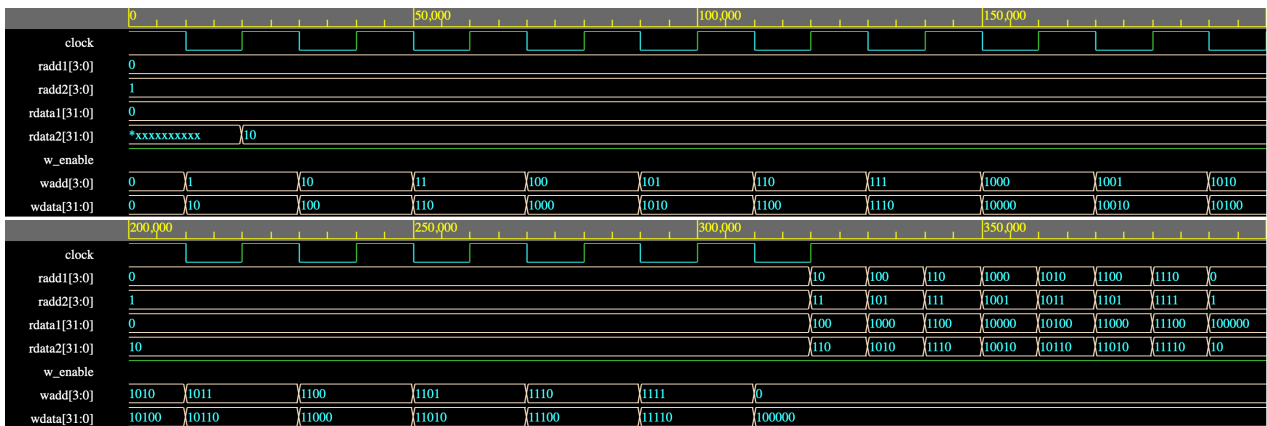 0 50,000 100,000 150,000
clock
radd1[3:0] 0
radd2[3:0] 1
rdata1[31:0] 0
rdata2[31:0] *xxxxxxxxxx 10
w_enable
wadd[3:0] 0 1 10 11 100 101 110 111 1000 1001 1010
wdata[31:0] 0 10 100 110 1000 1010 1100 1110 10000 10010 10100
200,000 250,000 300,000 350,000
clock
radd1[3:0] 0 10 100 110 1000 1010 1100 1110 0
radd2[3:0] 1 11 101 111 1001 1011 1101 1111 1
rdata1[31:0] 0 100 1000 1100 10000 10100 11000 11100 100000
rdata2[31:0] 10 110 1010 1110 10010 10110 11010 11110 10
w_enable
wadd[3:0] 1010 1011 1100 1101 1110 1111 0
wdata[31:0] 10100 10110 11000 11010 11100 11110 100000